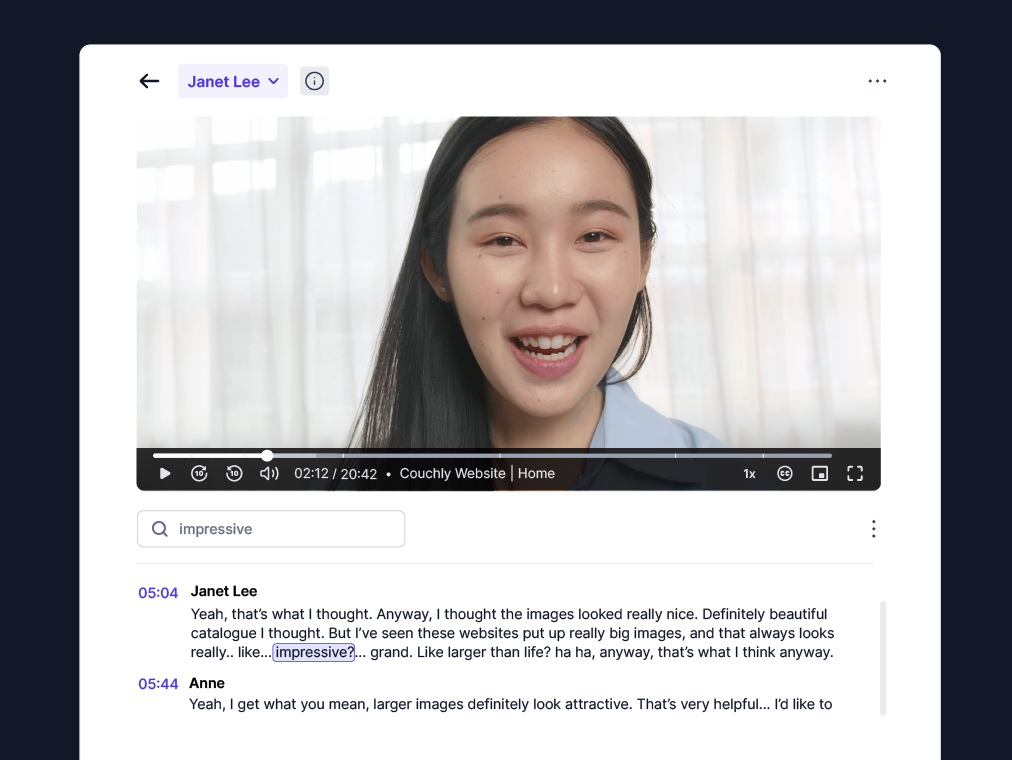 Janet Lee
10 10 02:12 / 20:42 • Couchly Website | Home 1x CC
impressive
05:04 Janet Lee
Yeah, that’s what I thought. Anyway, I thought the images looked really nice. Definitely beautiful
catalogue I thought. But I’ve seen these websites put up really big images, and that always looks
really.. like... impressive?... grand. Like larger than life? ha ha, anyway, that’s what I think anyway.
05:44 Anne
Yeah, I get what you mean, larger images definitely look attractive. That’s very helpful... I’d like to